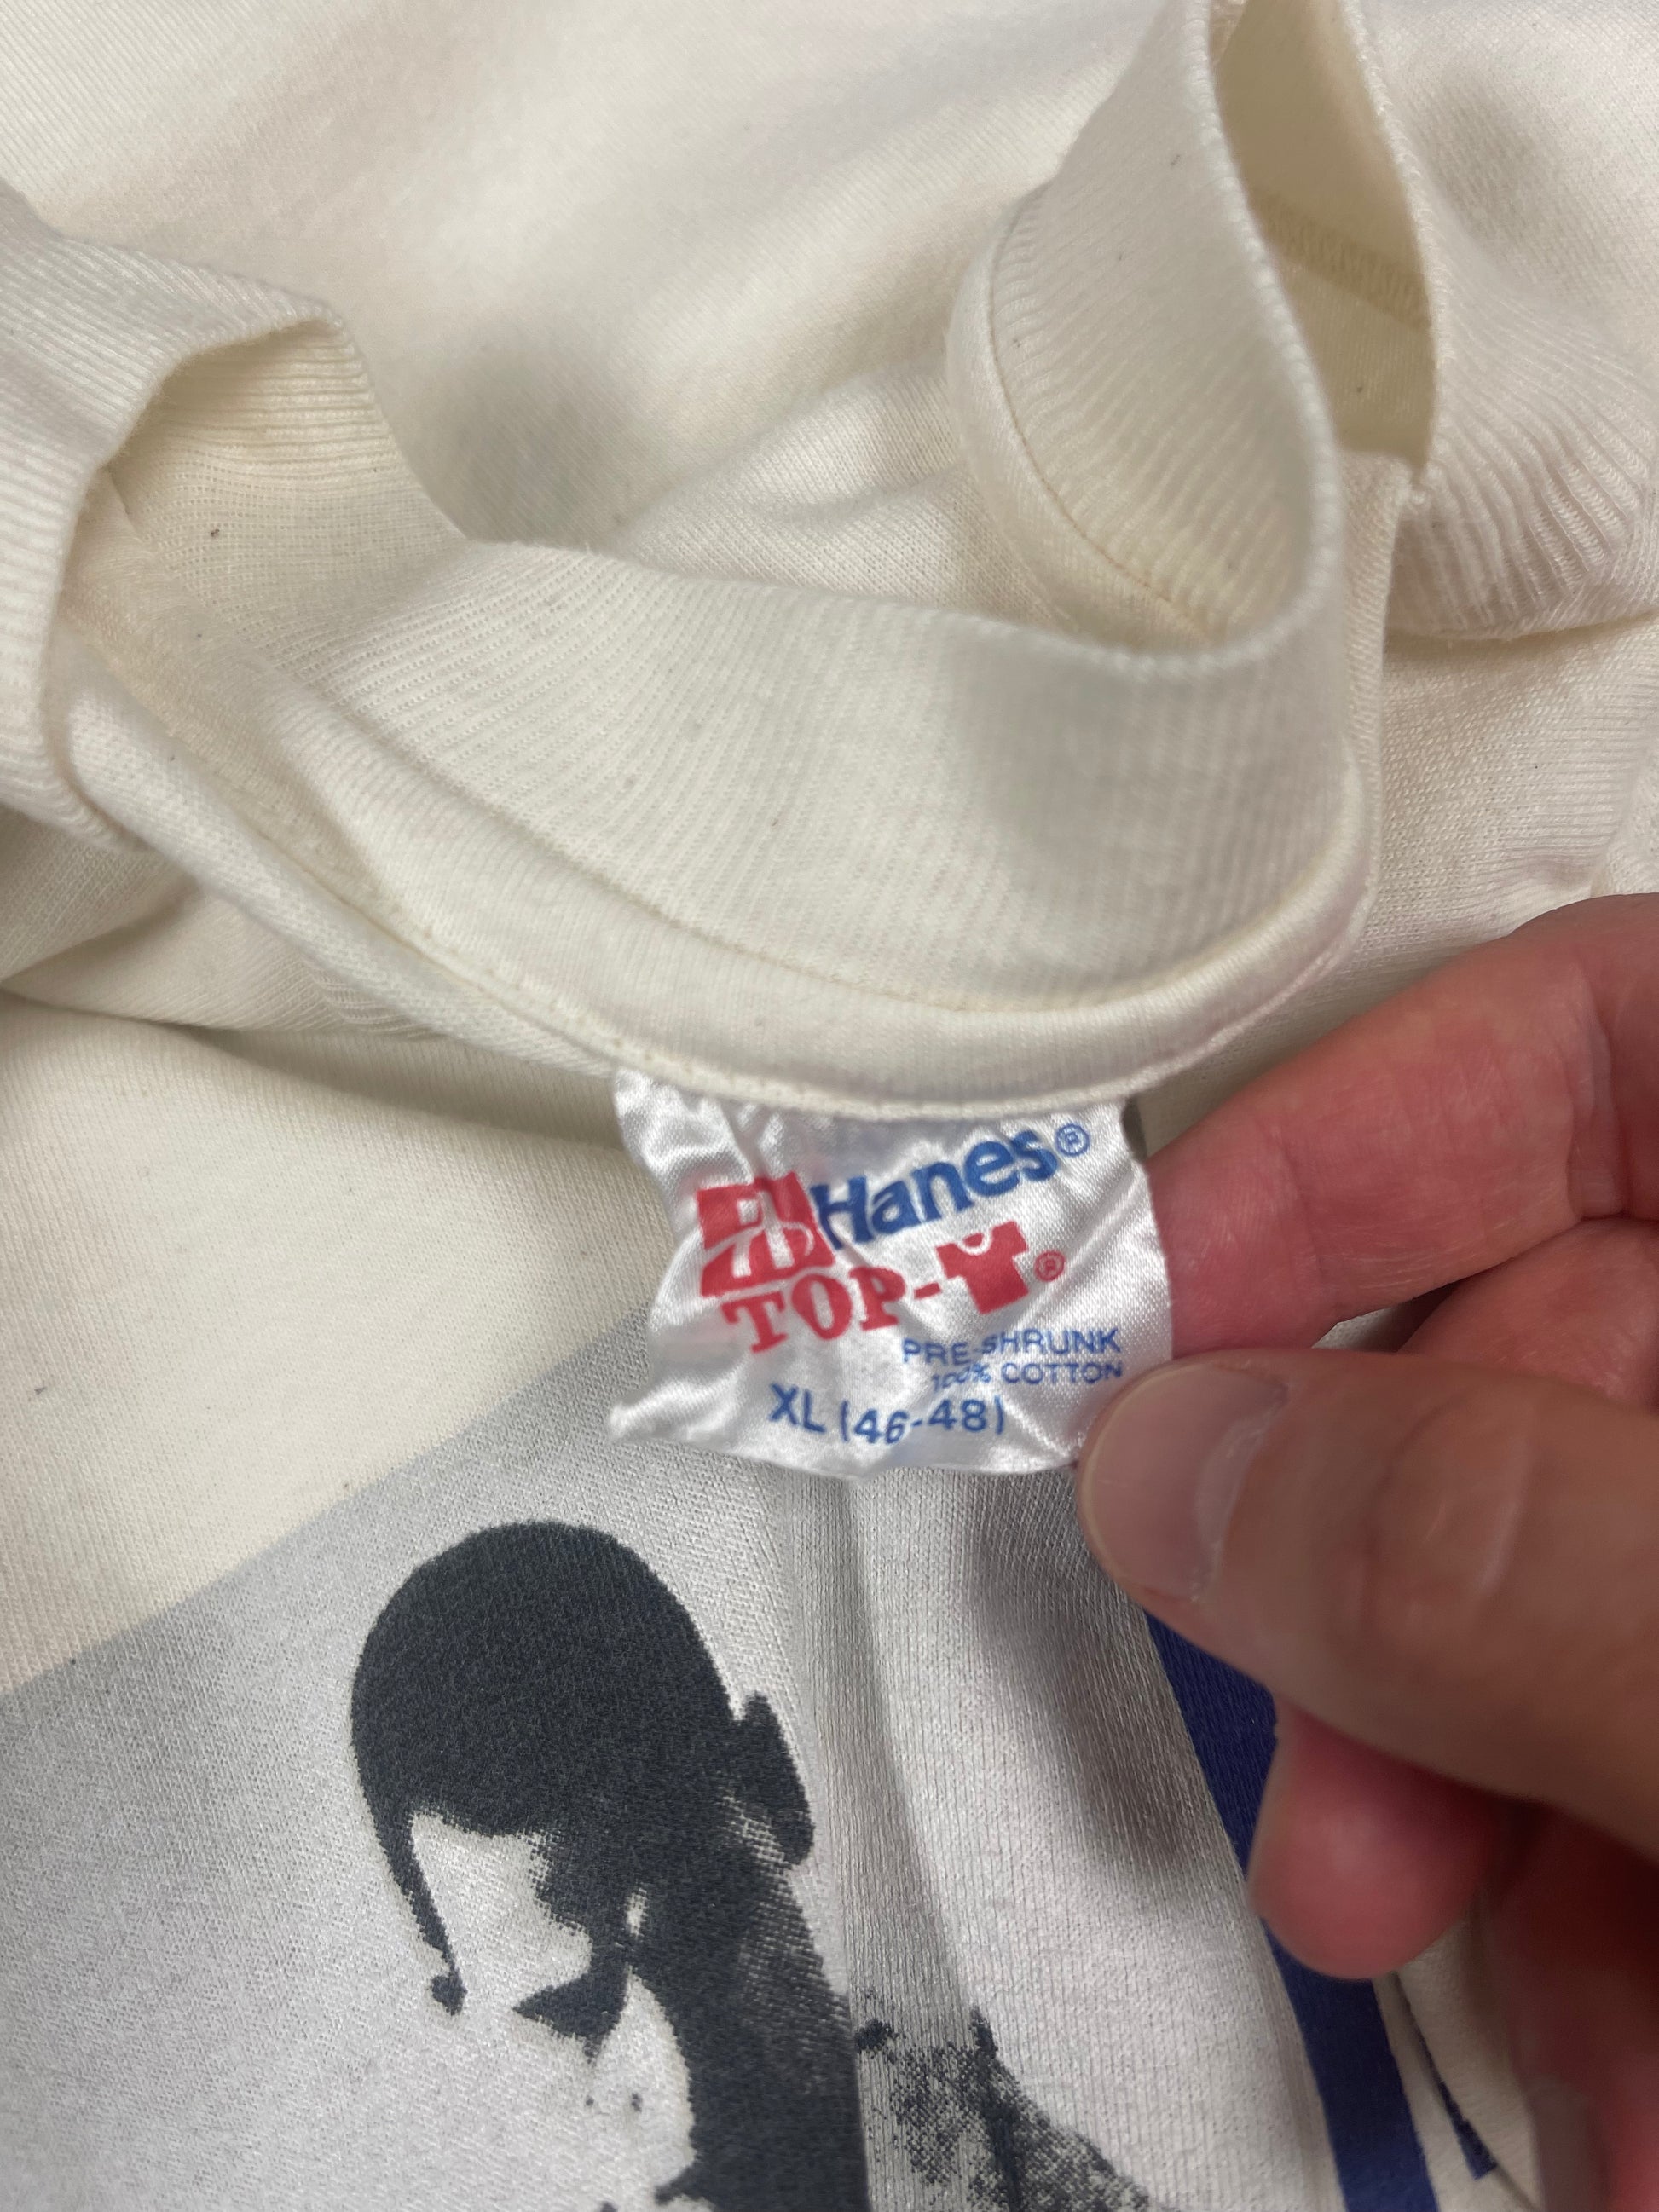 Hanes®
TOP-®
PRE-SHRUNK
100% COTTON
XL (46-48)